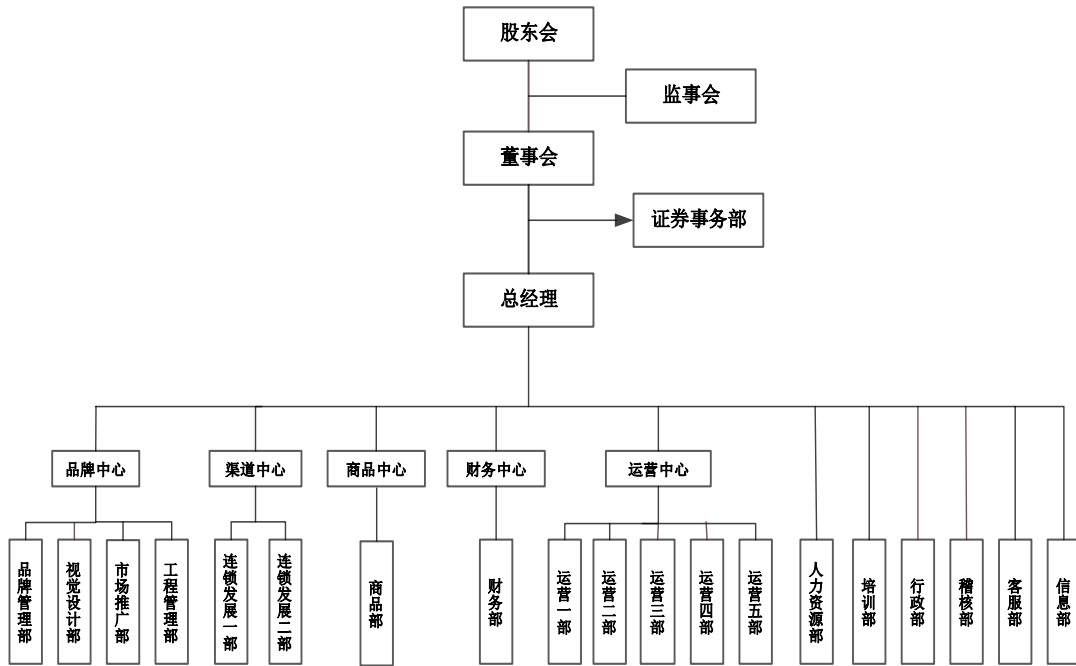 股东会
监事会
董事会
证券事务部
总经理
品牌中心
渠道中心
商品中心
财务中心
运营中心
品牌管理部
视觉设计部
市场推广部
工程管理部
连锁发展一部
连锁发展二部
商品部
财务部
运营一部
运营二部
运营三部
运营四部
运营五部
人力资源部
培训部
行政部
稽核部
客服部
信息部